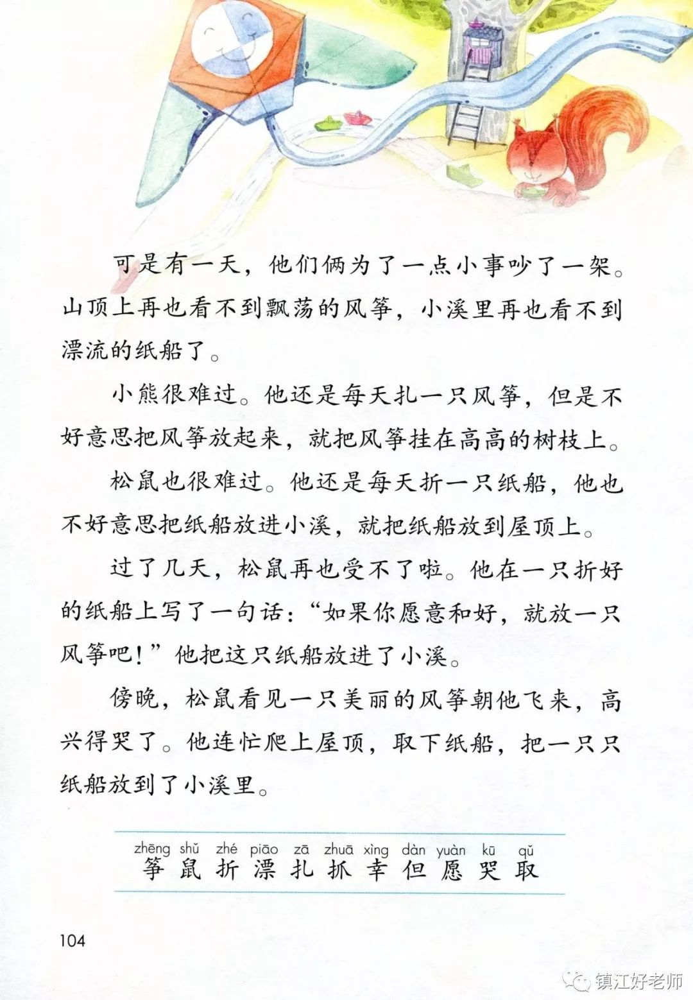 可是有一天，他们俩为了一点小事吵了一架。
山顶上再也看不到飘荡的风筝，小溪里再也看不到
漂流的纸船了。
小熊很难过。他还是每天扎一只风筝，但是不
好意思把风筝放起来，就把风筝挂在高高的树枝上。
松鼠也很难过。他还是每天折一只纸船，他也
不好意思把纸船放进小溪，就把纸船放到屋顶上。
过了几天，松鼠再也受不了啦。他在一只折好
的纸船上写了一句话：“如果你愿意和好，就放一只
风筝吧！”他把这只纸船放进了小溪。
傍晚，松鼠看见一只美丽的风筝朝他飞来，高
兴得哭了。他连忙爬上屋顶，取下纸船，把一只只
纸船放到了小溪里。
zhēng shǔ zhé piāo zā zhuā xìng dàn yuàn kū qǔ
筝 鼠 折 漂 扎 抓 幸 但 愿 哭 取
104
镇江好老师